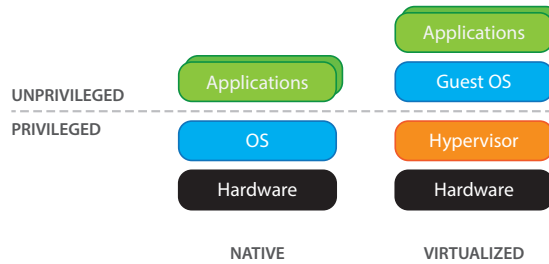 Applications
Applications
Guest OS
UNPRIVILEGED
PRIVILEGED
OS
Hypervisor
Hardware
Hardware
NATIVE
VIRTUALIZED